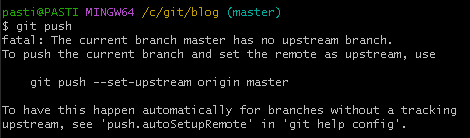 pasti@PASTI MINGW64 /c/git/blog (master)
$ git push
fatal: The current branch master has no upstream branch.
To push the current branch and set the remote as upstream, use
git push --set-upstream origin master
To have this happen automatically for branches without a tracking
upstream, see 'push.autoSetupRemote' in 'git help config'.